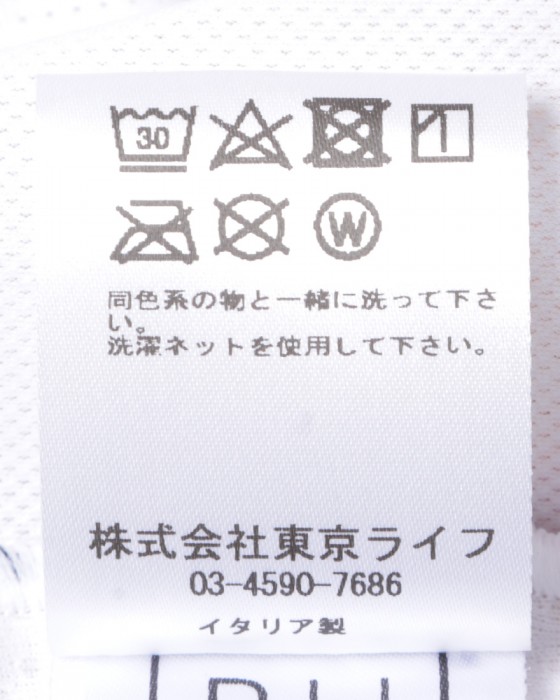 30
W
同色系の物と一緒に洗って下さ
い。
洗濯ネットを使用して下さい。
株式会社東京ライフ
03-4590-7686
イタリア製